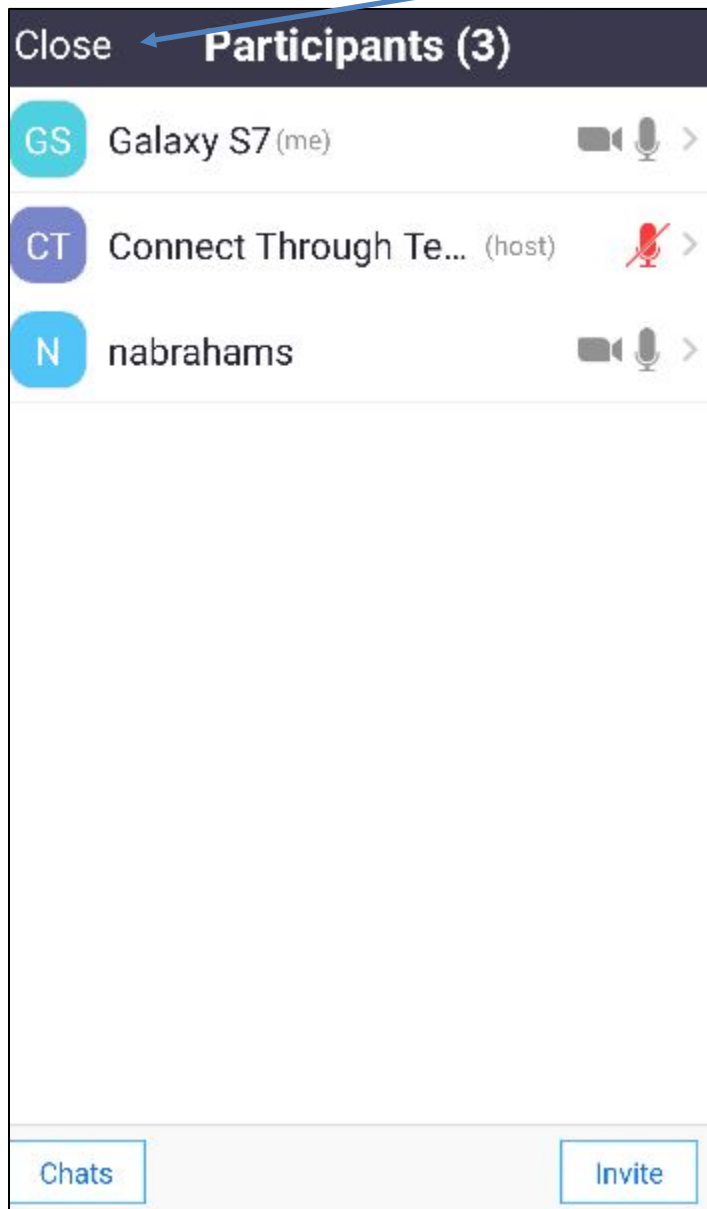 Close Participants (3)
GS Galaxy S7 (me)
CT Connect Through Te... (host)
N nabrahams
Chats Invite